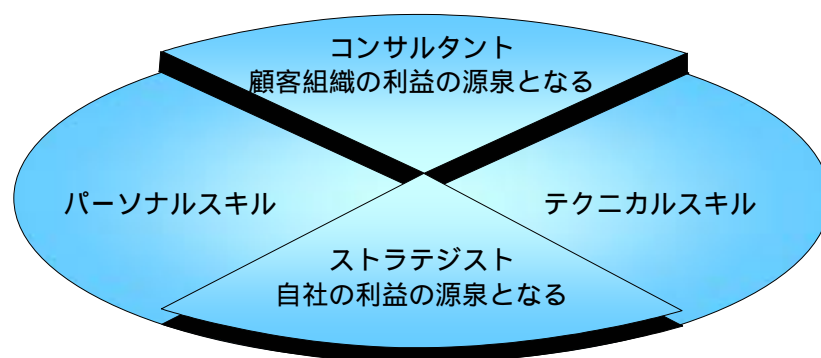 コンサルタント
顧客組織の利益の源泉となる
パーソナルスキル
テクニカルスキル
ストラテジスト
自社の利益の源泉となる